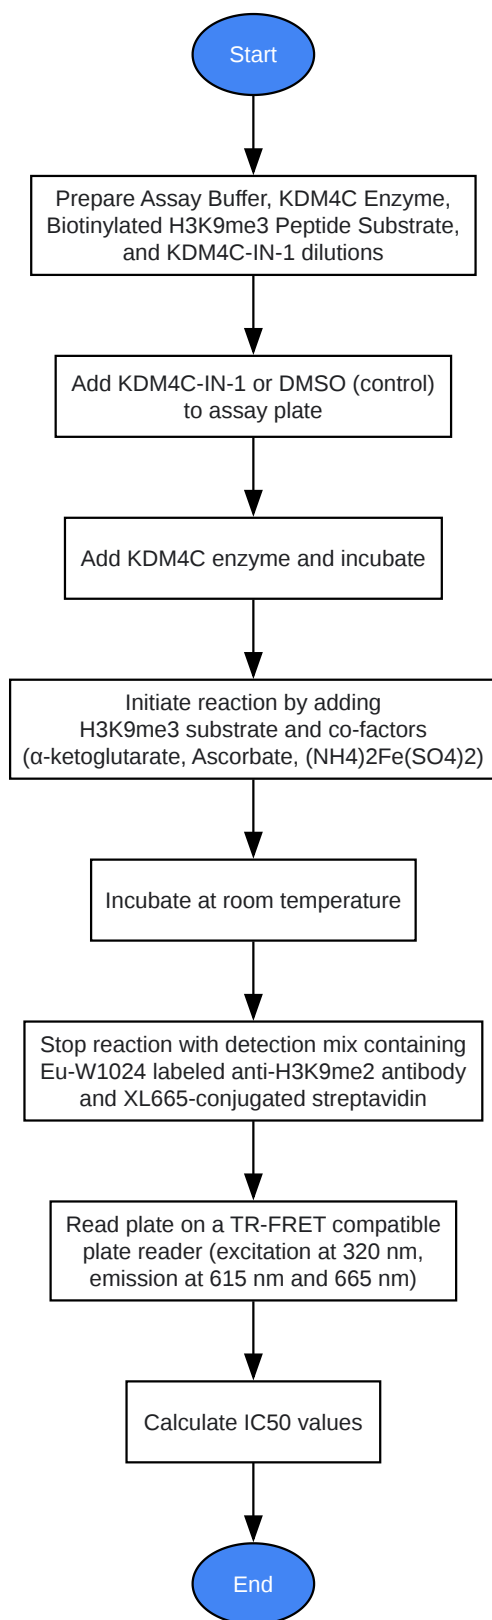 Start
Prepare Assay Buffer, KDM4C Enzyme,
Biotinylated H3K9me3 Peptide Substrate,
and KDM4C-IN-1 dilutions
Add KDM4C-IN-1 or DMSO (control)
to assay plate
Add KDM4C enzyme and incubate
Initiate reaction by adding
H3K9me3 substrate and co-factors
(α-ketoglutarate, Ascorbate, (NH4)2Fe(SO4)2)
Incubate at room temperature
Stop reaction with detection mix containing
Eu-W1024 labeled anti-H3K9me2 antibody
and XL665-conjugated streptavidin
Read plate on a TR-FRET compatible
plate reader (excitation at 320 nm,
emission at 615 nm and 665 nm)
Calculate IC50 values
End